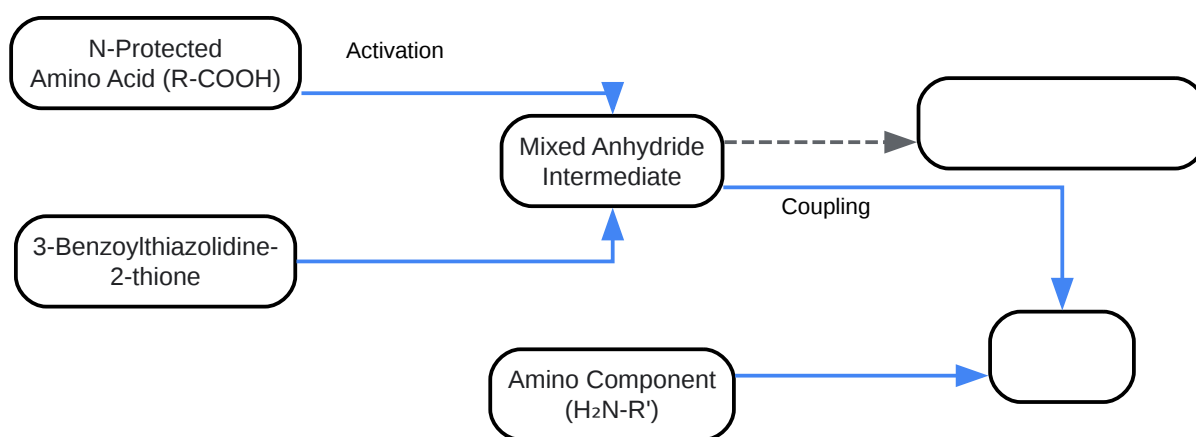 N-Protected
Amino Acid (R-COOH)
Activation
Mixed Anhydride
Intermediate
Coupling
3-Benzoylthiazolidine-
2-thione
Amino Component
(H₂N-R')